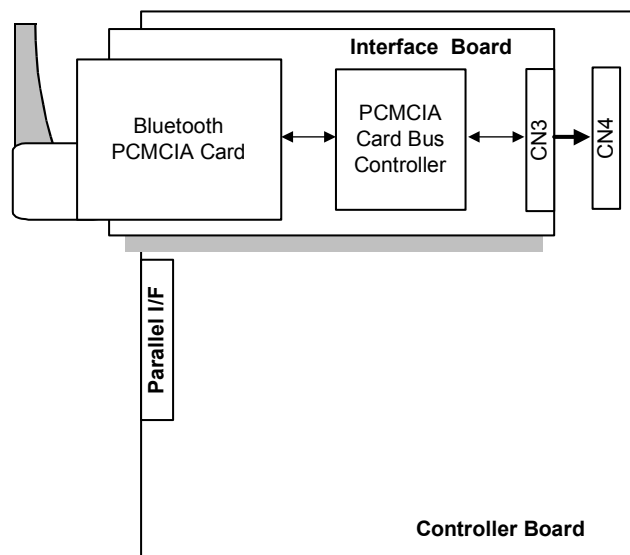 Interface Board
Bluetooth
PCMCIA Card
PCMCIA
Card Bus
Controller
CN3
CN4
Parallel I/F
Controller Board